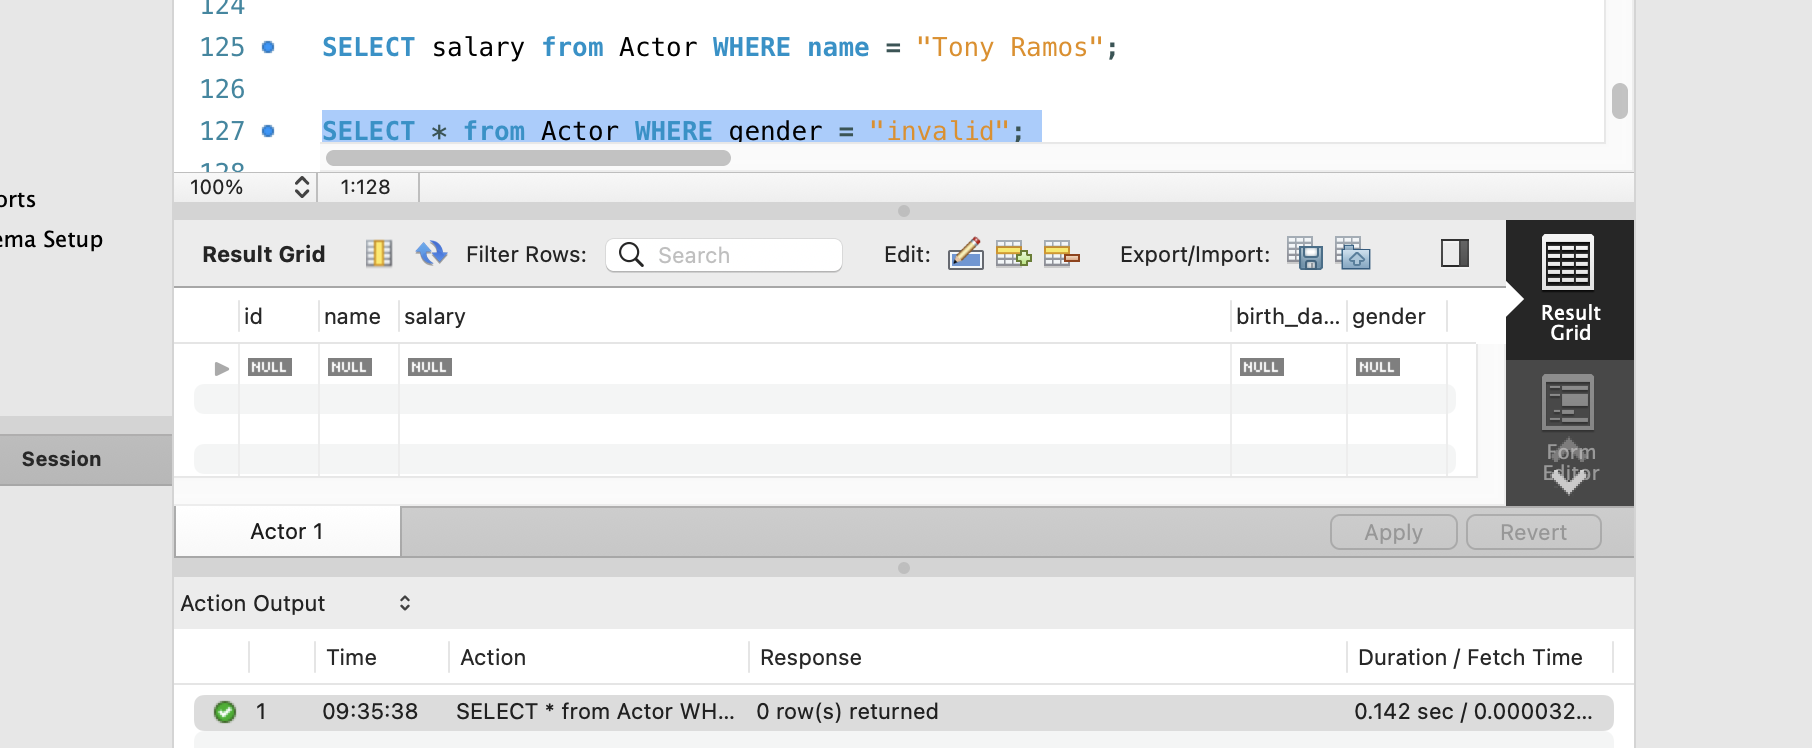 124
125 SELECT salary from Actor WHERE name = "Tony Ramos";
126
127 SELECT * from Actor WHERE gender = "invalid";
128
100% 1:128
orts
ema Setup
Session
Result Grid Filter Rows: Search Edit: Export/Import:
id name salary birth_da... gender
NULL NULL NULL NULL NULL
Result
Grid
Form
Editor
Actor 1 Apply Revert
Action Output
Time Action Response Duration / Fetch Time
1 09:35:38 SELECT * from Actor WH... 0 row(s) returned 0.142 sec / 0.000032...